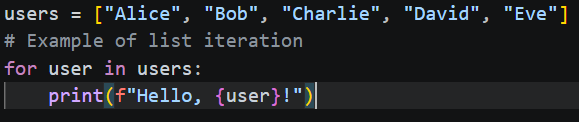 users = ["Alice", "Bob", "Charlie", "David", "Eve"]
# Example of list iteration
for user in users:
    print(f"Hello, {user}!")